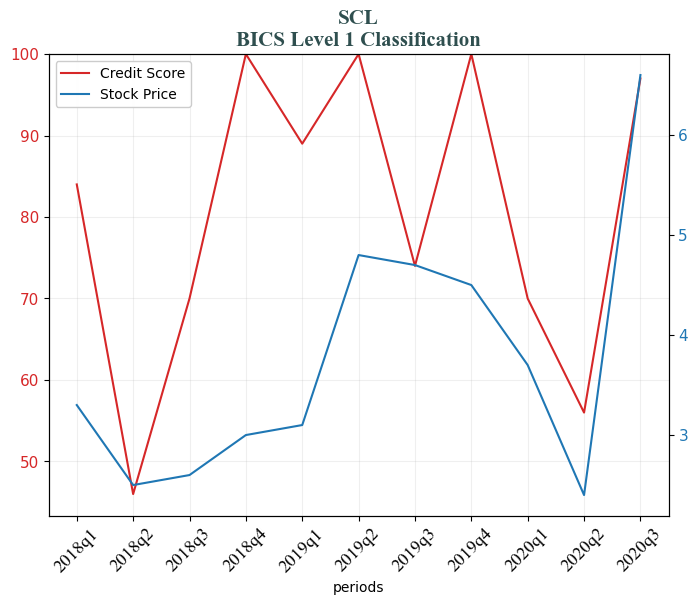 SCL
BICS Level 1 Classification
Credit Score
Stock Price
100
90
80
70
60
50
6
5
4
3
2018q1
2018q2
2018q3
2018q4
2019q1
2019q2
2019q3
2019q4
2020q1
2020q2
2020q3
periods